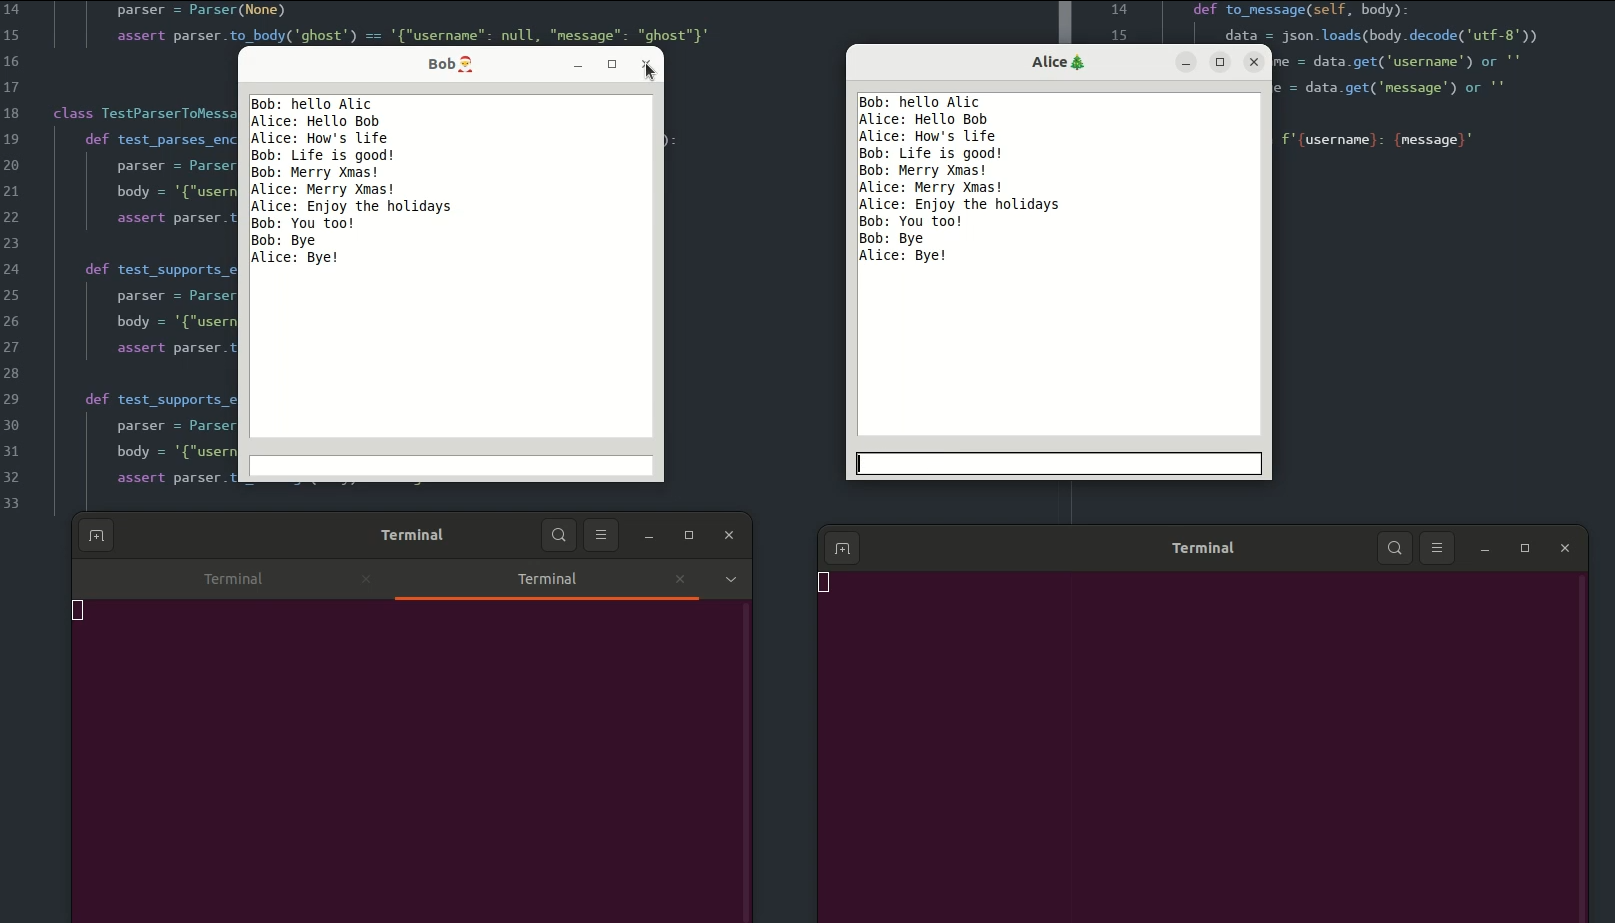 14 parser = Parser(None)
15 assert parser.to_body('ghost') == '{"username": null, "message": "ghost"}'
16
17
18 class TestParserToMessa
19 def test_parses_enc ):
20 parser = Parser
21 body = '{"usern
22 assert parser.t
23
24 def test_supports_e
25 parser = Parser
26 body = '{"usern
27 assert parser.t
28
29 def test_supports_e
30 parser = Parser
31 body = '{"usern
32 assert parser.t
33
14 def to_message(self, body):
15 data = json.loads(body.decode('utf-8'))
me = data.get('username') or ''
e = data.get('message') or ''
f'{username}: {message}'
Bob🎅
Bob: hello Alic
Alice: Hello Bob
Alice: How's life
Bob: Life is good!
Bob: Merry Xmas!
Alice: Merry Xmas!
Alice: Enjoy the holidays
Bob: You too!
Bob: Bye
Alice: Bye!
Alice🎄
Bob: hello Alic
Alice: Hello Bob
Alice: How's life
Bob: Life is good!
Bob: Merry Xmas!
Alice: Merry Xmas!
Alice: Enjoy the holidays
Bob: You too!
Bob: Bye
Alice: Bye!
Terminal
Terminal
Terminal
Terminal